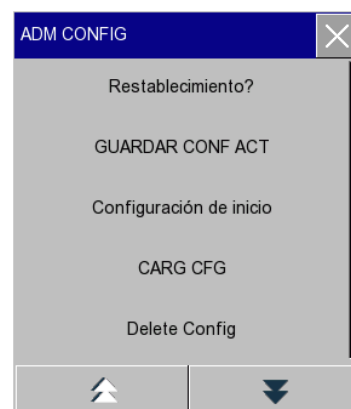 ADM CONFIG
Restablecimiento?
GUARDAR CONF ACT
Configuración de inicio
CARG CFG
Delete Config